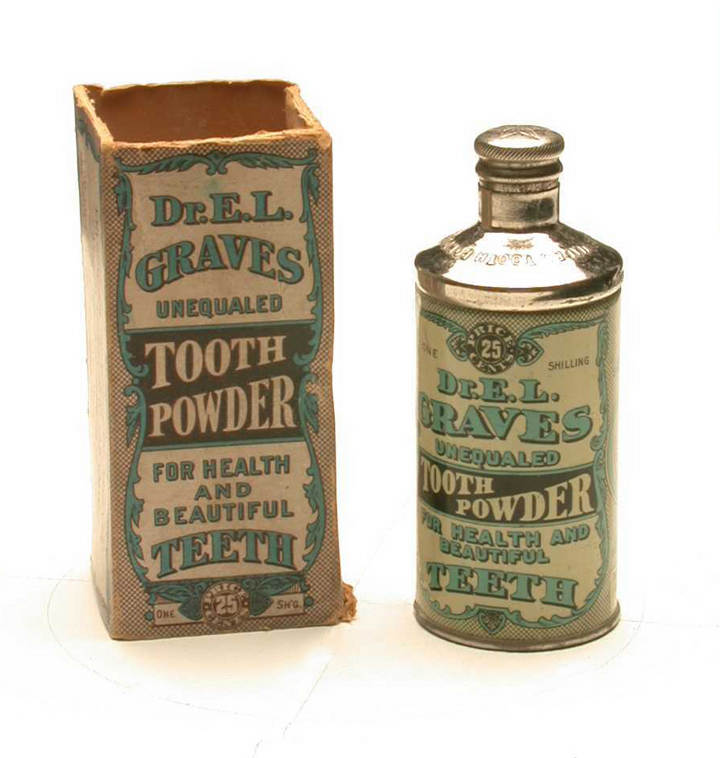 Dr. E. L.
GRAVES
UNEQUALED
TOOTH
POWDER
FOR HEALTH
AND
BEAUTIFUL
TEETH
ONE PRICE 25 CENTS SH'G.
PRICE 25 CENTS
ONE SHILLING
Dr. E. L.
GRAVES
UNEQUALED
TOOTH
POWDER
FOR HEALTH AND
BEAUTIFUL
TEETH